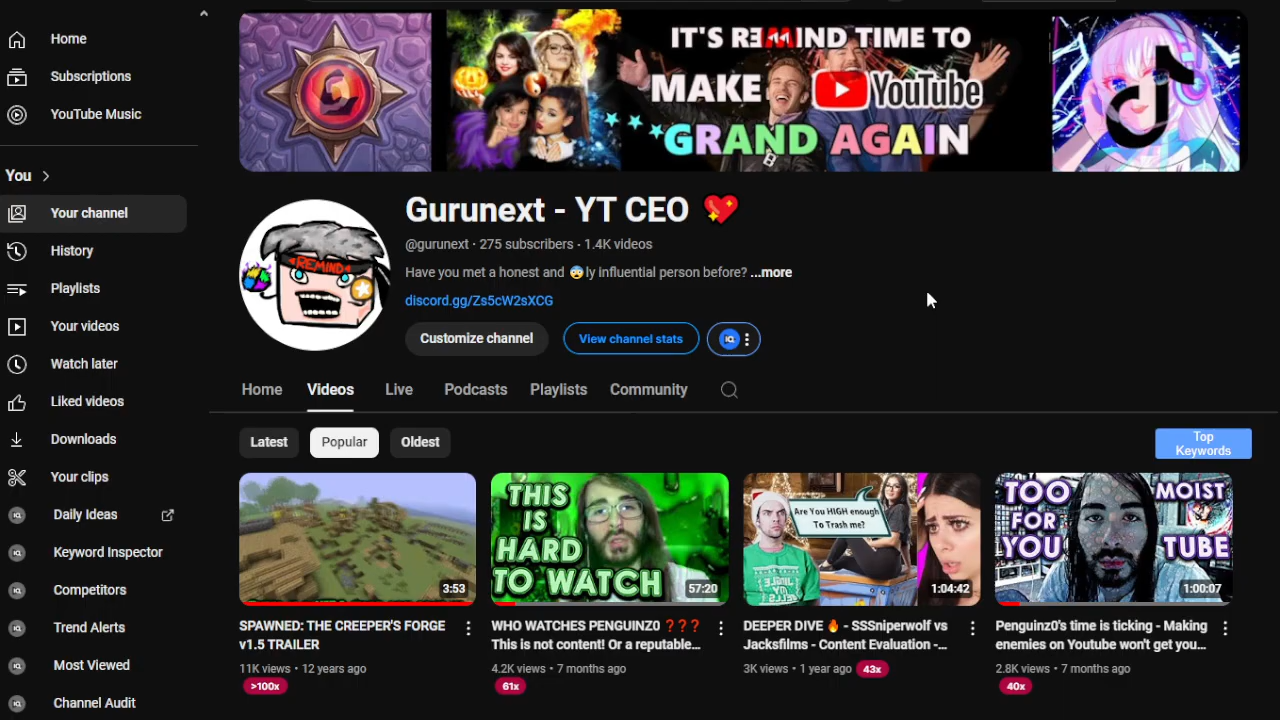 IT'S REMIND TIME TO
MAKE YouTube
GRAND AGAIN
Home
Subscriptions
YouTube Music
You
Your channel
History
Playlists
Your videos
Watch later
Liked videos
Downloads
Your clips
Daily Ideas
Keyword Inspector
Competitors
Trend Alerts
Most Viewed
Channel Audit
REMIND
Gurunext - YT CEO 💖
@gurunext · 275 subscribers · 1.4K videos
Have you met a honest and 😨ly influential person before? ...more
discord.gg/Zs5cW2sXCG
Customize channel
View channel stats
Home Videos Live Podcasts Playlists Community
Latest Popular Oldest
Top
Keywords
3:53
SPAWNED: THE CREEPER'S FORGE
v1.5 TRAILER
11K views · 12 years ago
>100x
THIS
IS
HARD
TO WATCH
57:20
WHO WATCHES PENGUINZ0 ❓❓❓
This is not content! Or a reputable...
4.2K views · 7 months ago
61x
Are You HIGH enough
To Trash me?
1:04:42
DEEPER DIVE 🔥 - SSSniperwolf vs
Jacksfilms - Content Evaluation -...
3K views · 1 year ago 43x
TOO MOIST
FOR
YOU TUBE
1:00:07
Penguinz0's time is ticking - Making
enemies on Youtube won't get you...
2.8K views · 7 months ago
40x